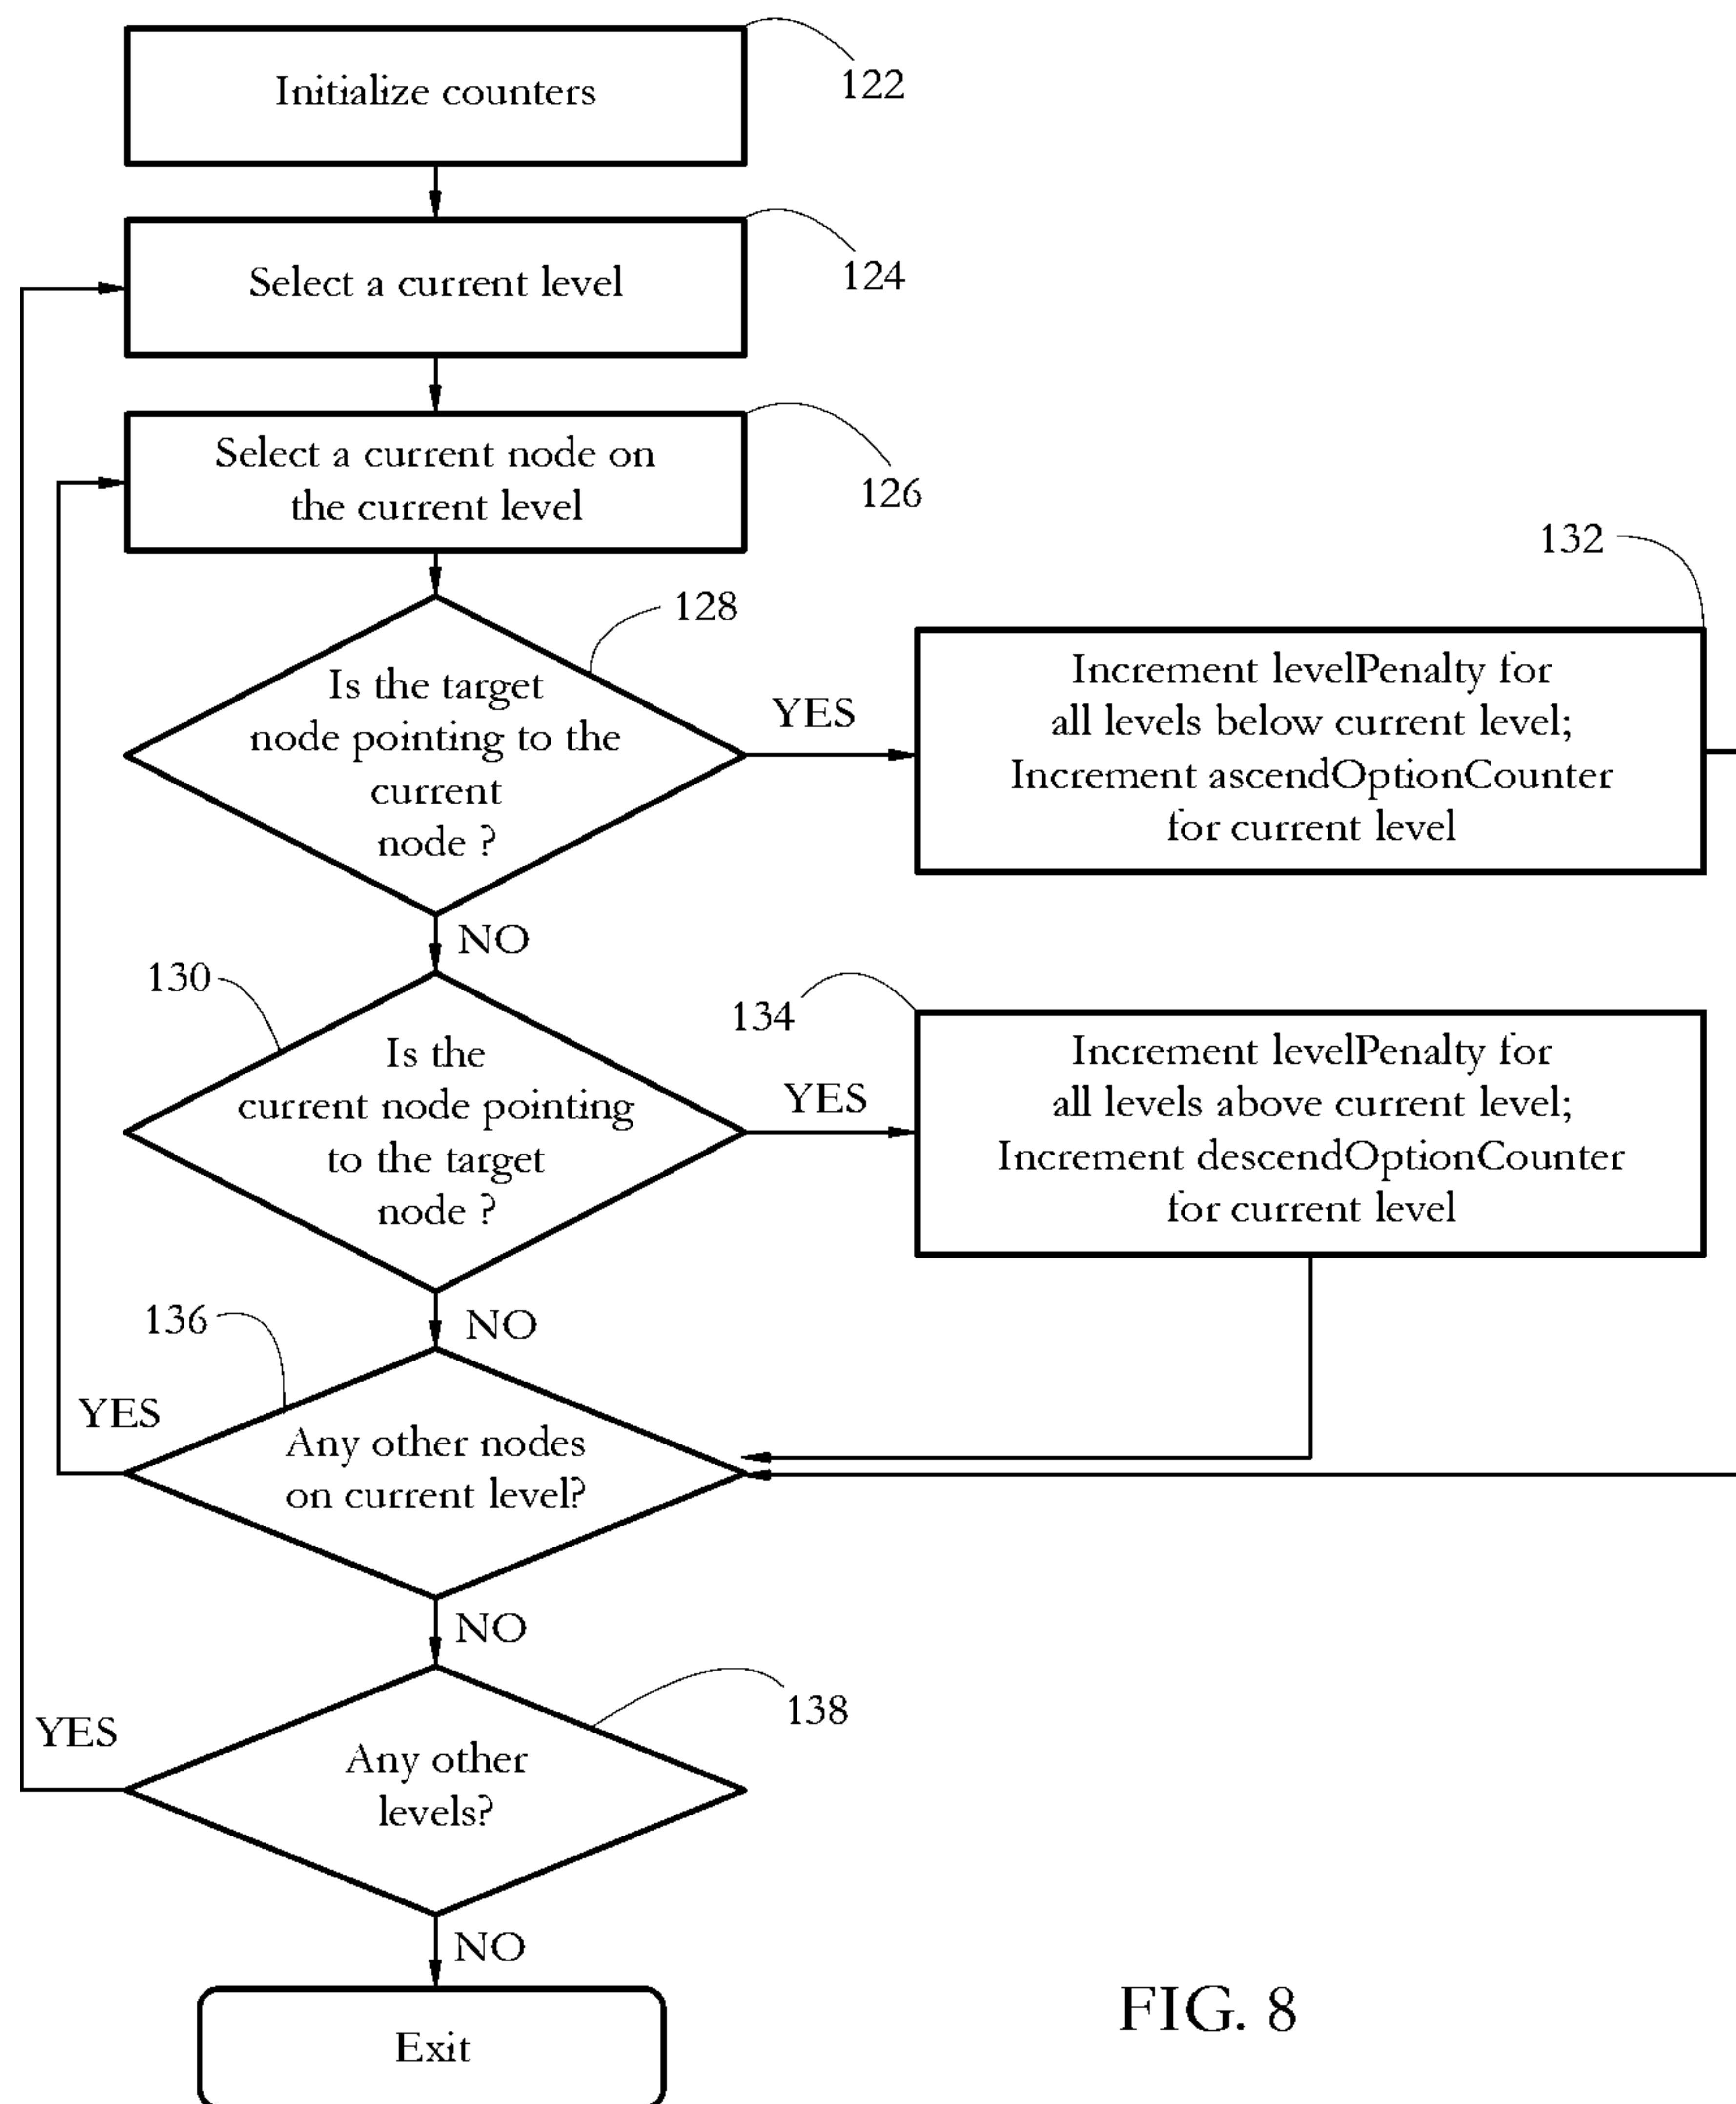 Initialize counters
122
Select a current level
124
Select a current node on
the current level
126
128
Is the target
node pointing to the
current
node ?
YES
132
Increment levelPenalty for
all levels below current level;
Increment ascendOptionCounter
for current level
NO
130
Is the
current node pointing
to the target
node ?
YES
134
Increment levelPenalty for
all levels above current level;
Increment descendOptionCounter
for current level
NO
136
YES
Any other nodes
on current level?
NO
138
YES
Any other
levels?
NO
Exit
FIG. 8